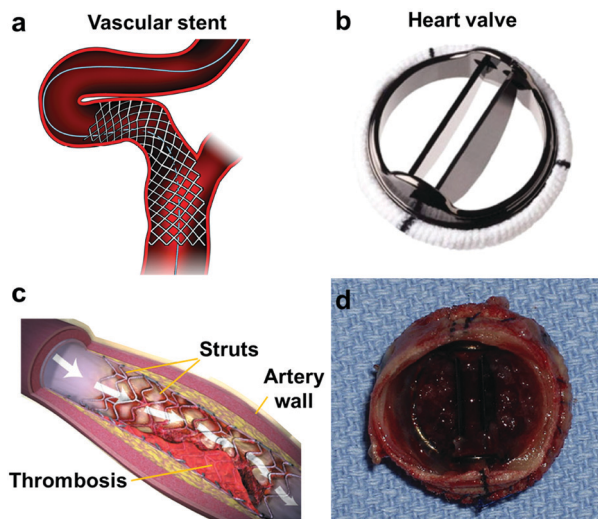 a
Vascular stent
b
Heart valve
c
Struts
Artery
wall
Thrombosis
d